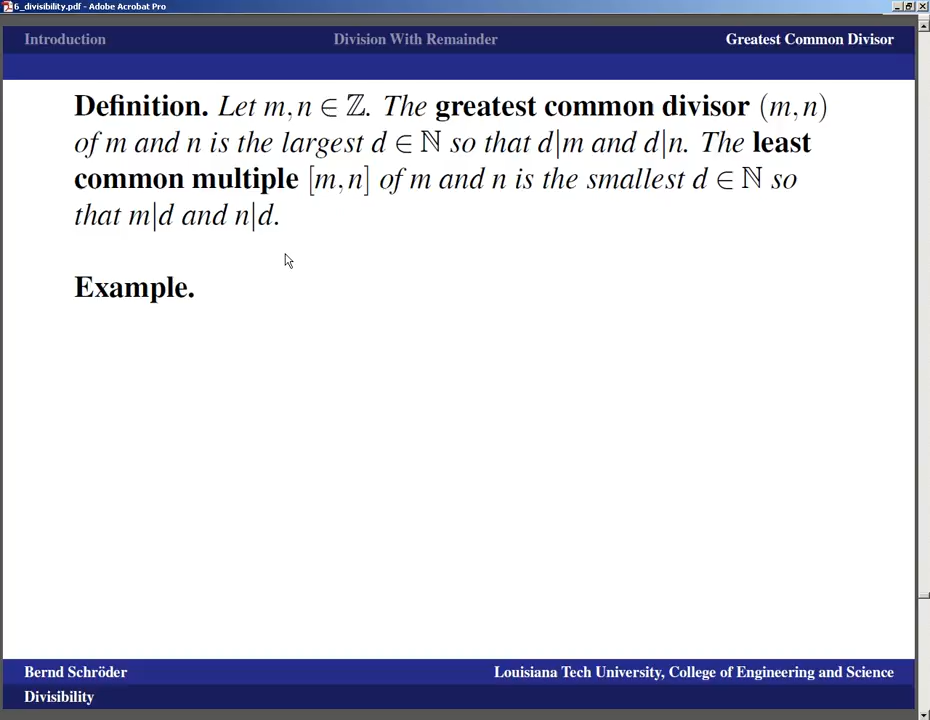 6_divisibility.pdf - Adobe Acrobat Pro
Introduction Division With Remainder Greatest Common Divisor
Definition. Let m,n ∈ ℤ. The greatest common divisor (m,n)
of m and n is the largest d ∈ ℕ so that d|m and d|n. The least
common multiple [m,n] of m and n is the smallest d ∈ ℕ so
that m|d and n|d.
Example.
Bernd Schröder Louisiana Tech University, College of Engineering and Science
Divisibility